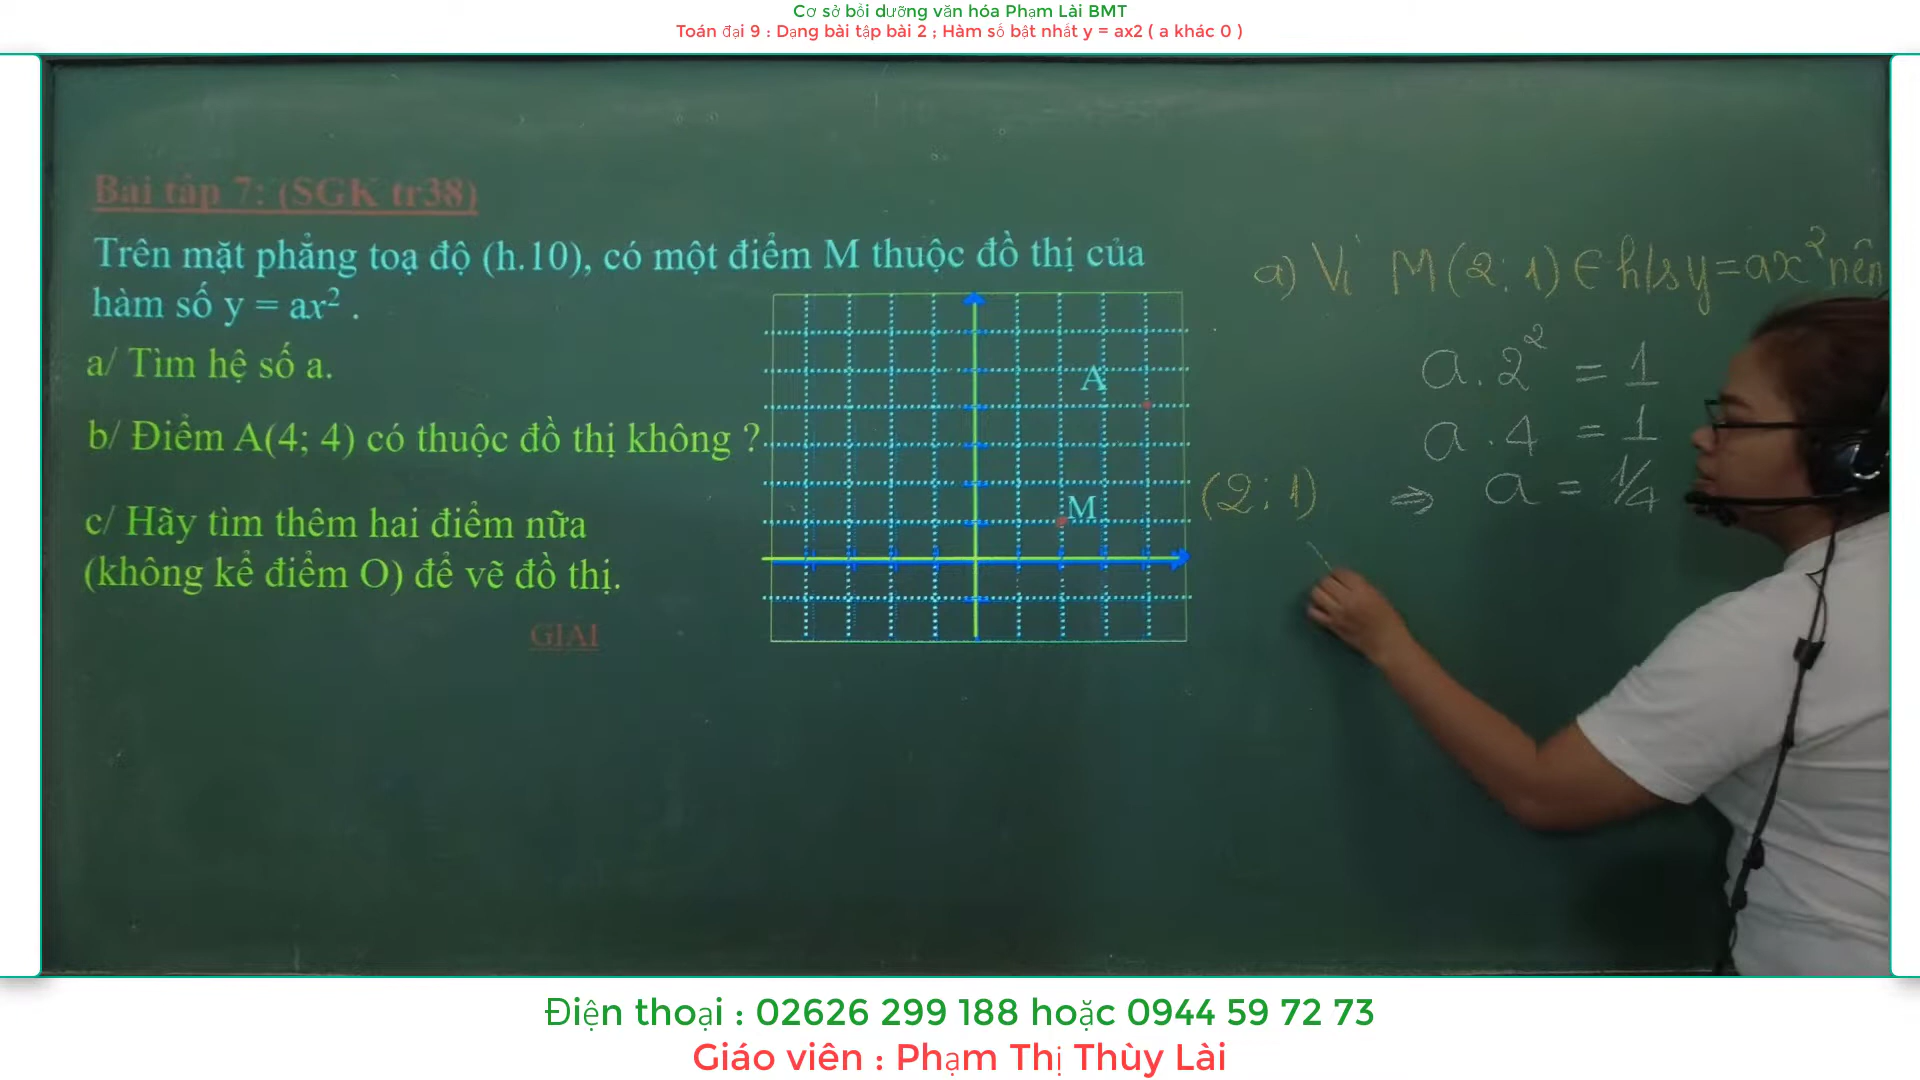 Cơ sở bồi dưỡng văn hóa Phạm Lài BMT
Toán đại 9 : Dạng bài tập bài 2 ; Hàm số bật nhất y = ax2 ( a khác 0 )
Bài tâp 7: (SGK tr38)
Trên mặt phẳng toạ độ (h.10), có một điểm M thuộc đồ thị của
hàm số y = ax² .
a/ Tìm hệ số a.
b/ Điểm A(4; 4) có thuộc đồ thị không ?
c/ Hãy tìm thêm hai điểm nữa
(không kể điểm O) để vẽ đồ thị.
GIAI
A
M
(2; 1)
a) Vì M(2; 1) ∈ h/s y = ax² nên
a . 2² = 1
a . 4 = 1
⇒ a = 1/4
Điện thoại : 02626 299 188 hoặc 0944 59 72 73
Giáo viên : Phạm Thị Thùy Lài